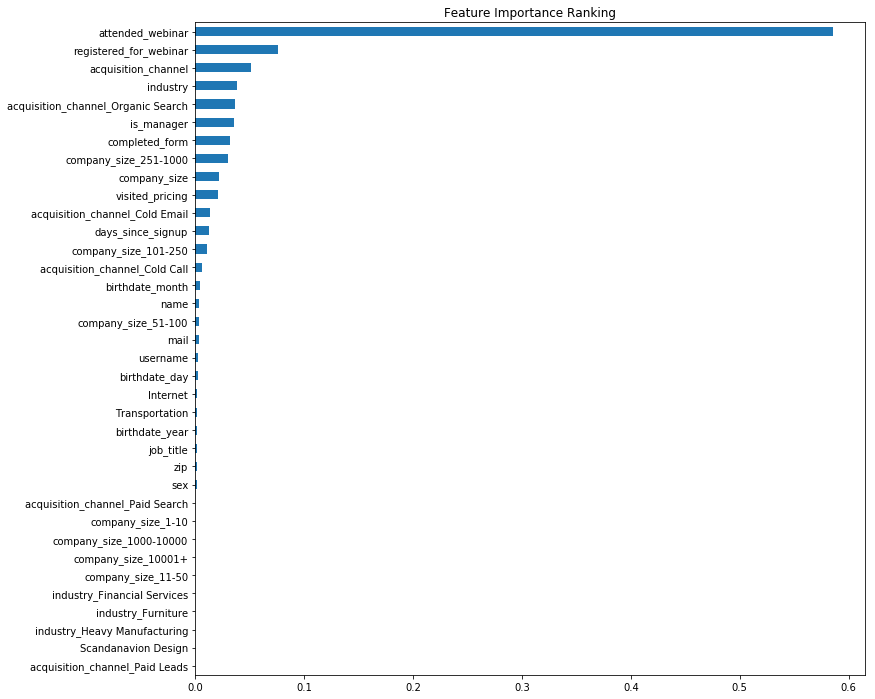 Feature Importance Ranking
attended_webinar
registered_for_webinar
acquisition_channel
industry
acquisition_channel_Organic Search
is_manager
completed_form
company_size_251-1000
company_size
visited_pricing
acquisition_channel_Cold Email
days_since_signup
company_size_101-250
acquisition_channel_Cold Call
birthdate_month
name
company_size_51-100
mail
username
birthdate_day
Internet
Transportation
birthdate_year
job_title
zip
sex
acquisition_channel_Paid Search
company_size_1-10
company_size_1000-10000
company_size_10001+
company_size_11-50
industry_Financial Services
industry_Furniture
industry_Heavy Manufacturing
Scandanavion Design
acquisition_channel_Paid Leads
0.0 0.1 0.2 0.3 0.4 0.5 0.6